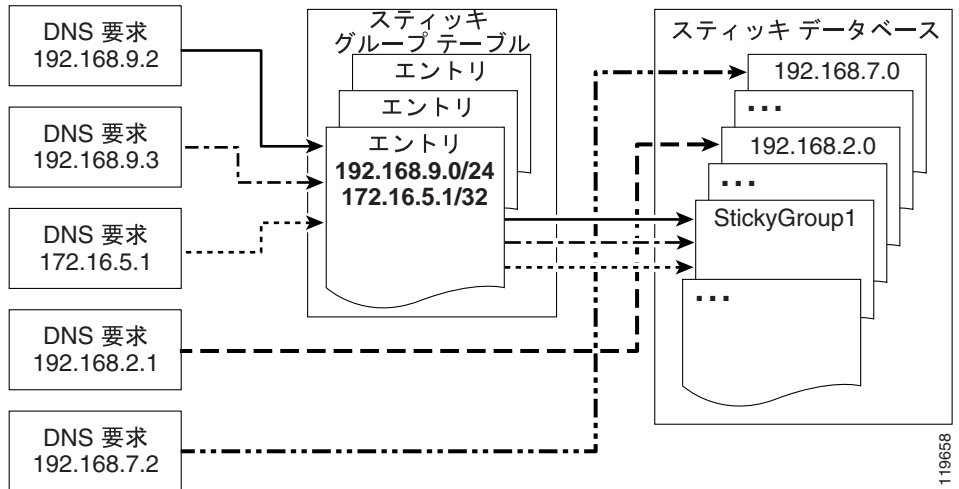 DNS 要求
192.168.9.2
DNS 要求
192.168.9.3
DNS 要求
172.16.5.1
DNS 要求
192.168.2.1
DNS 要求
192.168.7.2
スティッキ
グループ テーブル
エントリ
エントリ
エントリ
192.168.9.0/24
172.16.5.1/32
スティッキ データベース
192.168.7.0
...
192.168.2.0
...
StickyGroup1
...
119658